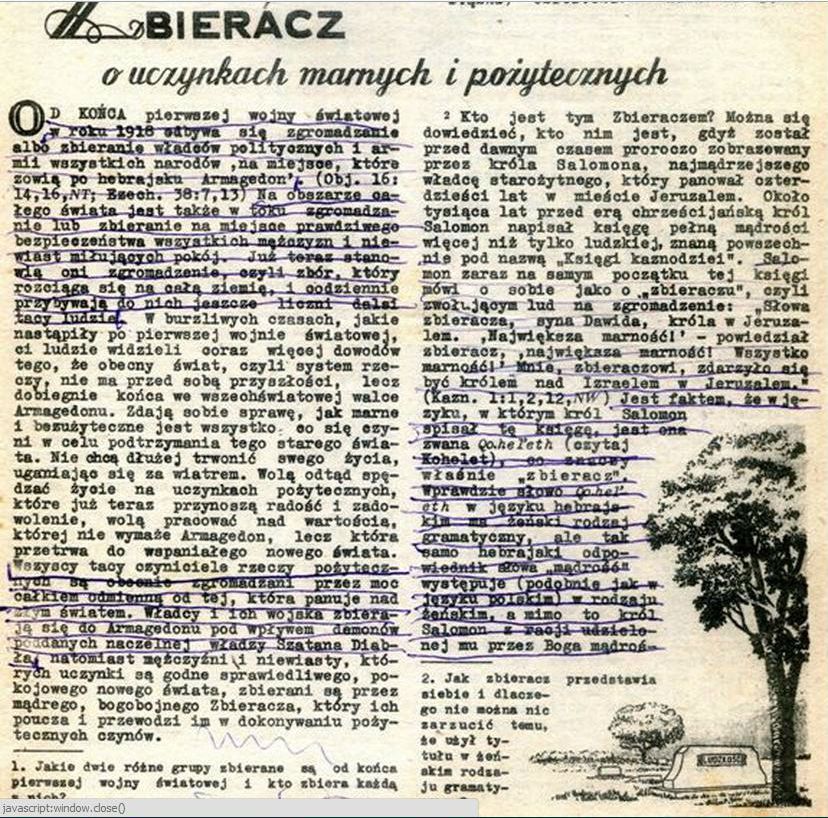 ZBIERACZ
o uczynkach marnych i pożytecznych
OD KOŃCA pierwszej wojny światowej
w roku 1918 odbywa się zgromadzanie
albo zbieranie władców politycznych i ar-
mii wszystkich narodów ‚na miejsce, które
zowią po hebrajsku Armagedon’. (Obj. 16:
14,16,NT; Ezech. 38:7,13) Na obszarze ca-
łego świata jest także w toku zgromadza-
nie lub zbieranie na miejsce prawdziwego
bezpieczeństwa wszystkich mężczyzn i nie-
wiast miłujących pokój. Już teraz stano-
wią oni zgromadzenie, czyli zbór, który
rozciąga się na całą ziemię, i codziennie
przybywają do nich jeszcze liczni dalsi
tacy ludzie. W burzliwych czasach, jakie
nastąpiły po pierwszej wojnie światowej,
ci ludzie widzieli coraz więcej dowodów
tego, że obecny świat, czyli system rze-
czy, nie ma przed sobą przyszłości, lecz
dobiegnie końca we wszechświatowej walce
Armagedonu. Zdają sobie sprawę, jak marne
i bezużyteczne jest wszystko co się czy-
ni w celu podtrzymania tego starego świa-
ta. Nie chcą dłużej trwonić swego życia,
uganiając się za wiatrem. Wolą odtąd spę-
dzać życie na uczynkach pożytecznych,
które już teraz przynoszą radość i zado-
wolenie, wolą pracować nad wartością,
której nie wymaże Armagedon, lecz która
przetrwa do wspaniałego nowego świata.
Wszyscy tacy czyniciele rzeczy pożytecz-
nych są obecnie zgromadzani przez moc
całkiem odmienną od tej, która panuje nad
złym światem. Władcy i ich wojska zbiera-
ją się do Armagedonu pod wpływem demonów
poddanych naczelnej władzy Szatana Diab-
ła, natomiast mężczyźni i niewiasty, któ-
rych uczynki są godne sprawiedliwego, po-
kojowego nowego świata, zbierani są przez
mądrego, bogobojnego Zbieracza, który ich
poucza i przewodzi im w dokonywaniu poży-
tecznych czynów.
1. Jakie dwie różne grupy zbierane są od końca
pierwszej wojny światowej i kto zbiera każdą
z nich?
² Kto jest tym Zbieraczem? Można się
dowiedzieć, kto nim jest, gdyż został
przed dawnym czasem proroczo zobrazowany
przez króla Salomona, najmądrzejszego
władcę starożytnego, który panował czter-
dzieści lat w mieście Jeruzalem. Około
tysiąca lat przed erą chrześcijańską król
Salomon napisał księgę pełną mądrości
więcej niż tylko ludzkiej, znaną powszech-
nie pod nazwą „Księgi kaznodziei”. Salo-
mon zaraz na samym początku tej księgi
mówi o sobie jako o „zbieraczu”, czyli
zwołującym lud na zgromadzenie: „Słowa
zbieracza, syna Dawida, króla w Jeruza-
lem. ‚Największa marność!’ – powiedział
zbieracz, ‚największa marność! Wszystko
marność!’ Mnie, zbieraczowi, zdarzyło się
być królem nad Izraelem w Jeruzalem.”
(Kazn. 1:1,2,12,NW) Jest faktem, że w ję-
zyku, w którym król Salomon
spisał tę księgę, jest ona
zwana Qohel'eth (czytaj
Koholet), co znaczy
właśnie „zbieracz”.
Wprawdzie słowo Qohel'
eth w języku hebrajs-
kim ma żeński rodzaj
gramatyczny, ale tak
samo hebrajski odpo-
wiednik słowa „mądrość”
występuje (podobnie jak w
języku polskim) w rodzaju
żeńskim, a mimo to król
Salomon z racji udzielo-
nej mu przez Boga mądroś-
2. Jak zbieracz przedstawia
siebie i dlacze-
go nie można nic
zarzucić temu,
że użył ty-
tułu w żeń-
skim rodza-
ju gramaty-
LUDZKOŚĆ
javascript:window.close()